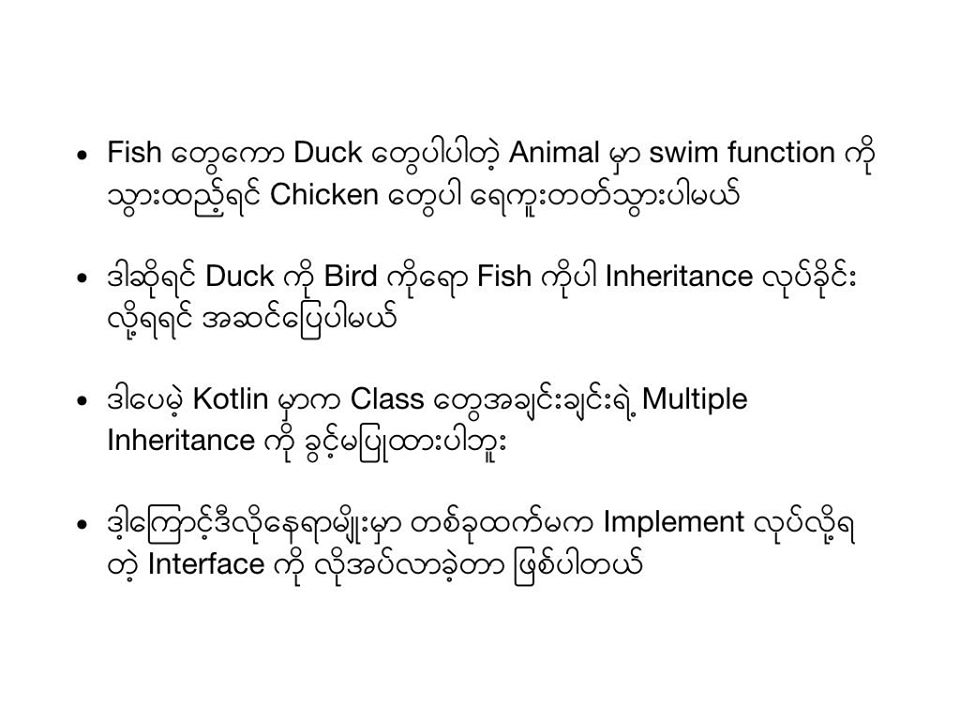 • Fish တွေကော Duck တွေပါပါတဲ့ Animal မှာ swim function ကို
သွားထည့်ရင် Chicken တွေပါ ရေကူးတတ်သွားပါမယ်
• ဒါဆိုရင် Duck ကို Bird ကိုရော Fish ကိုပါ Inheritance လုပ်ခိုင်း
လို့ရရင် အဆင်ပြေပါမယ်
• ဒါပေမဲ့ Kotlin မှာက Class တွေအချင်းချင်းရဲ့ Multiple
Inheritance ကို ခွင့်မပြုထားပါဘူး
• ဒါ့ကြောင့်ဒီလိုနေရာမျိုးမှာ တစ်ခုထက်မက Implement လုပ်လို့ရ
တဲ့ Interface ကို လိုအပ်လာခဲ့တာ ဖြစ်ပါတယ်